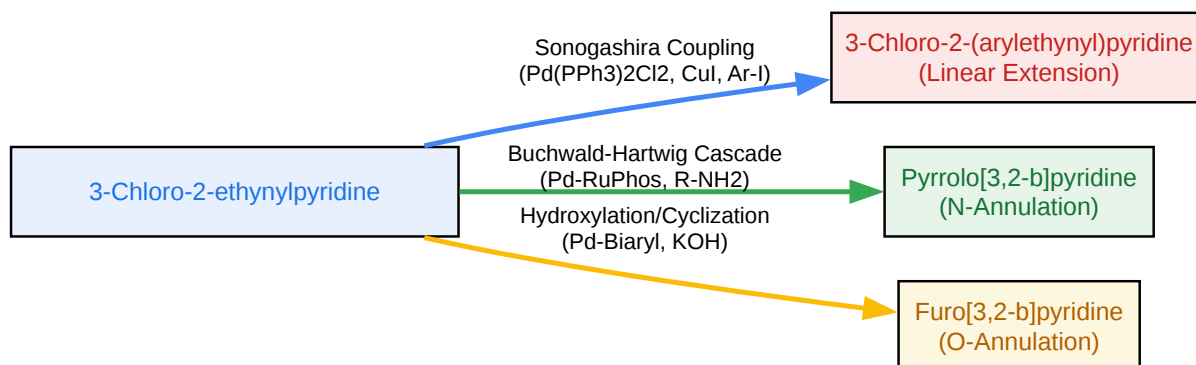 Sonogashira Coupling
(Pd(PPh3)2Cl2, CuI, Ar-I)
3-Chloro-2-(arylethynyl)pyridine
(Linear Extension)
3-Chloro-2-ethynylpyridine
Buchwald-Hartwig Cascade
(Pd-RuPhos, R-NH2)
Pyrrolo[3,2-b]pyridine
(N-Annulation)
Hydroxylation/Cyclization
(Pd-Biaryl, KOH)
Furo[3,2-b]pyridine
(O-Annulation)